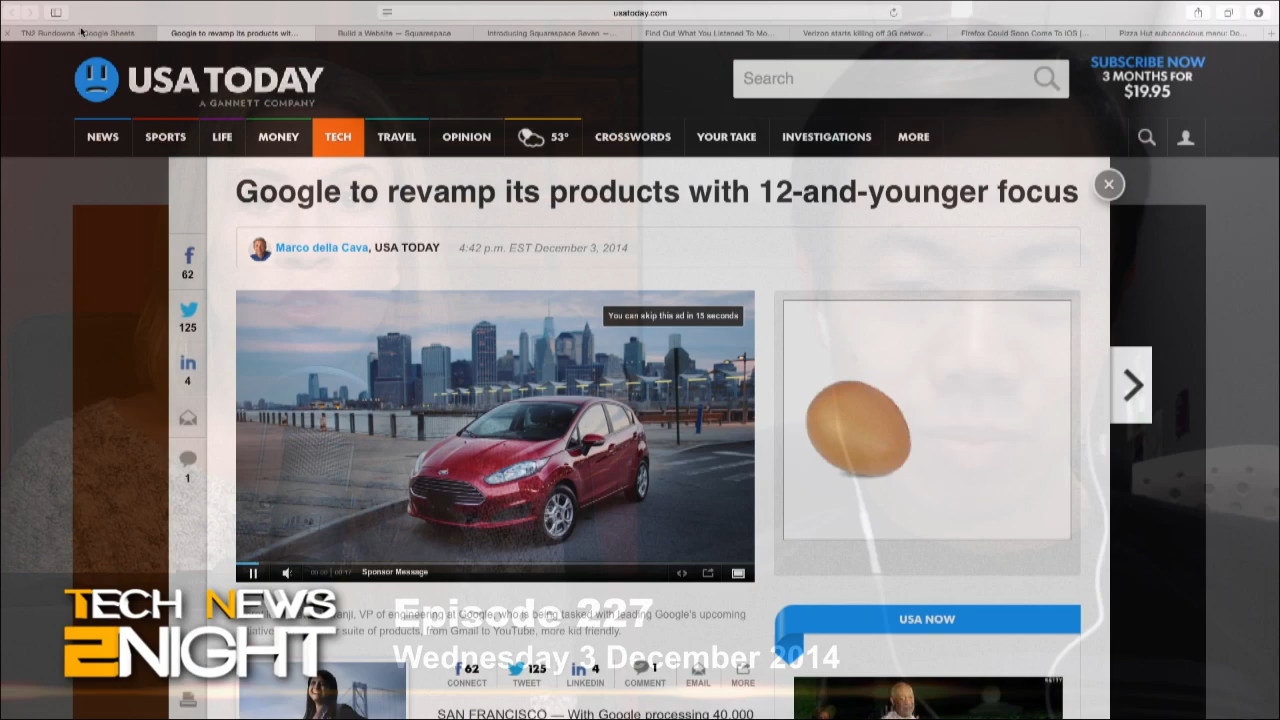 usatoday.com
TN2 Rundowns - Google Sheets
Google to revamp its products wit...
Build a Website — Squarespace
Introducing Squarespace Seven —...
Find Out What You Listened To Mo...
Verizon starts killing off 3G networ...
Firefox Could Soon Come To iOS |...
Pizza Hut subconscious menu: Do...
USA TODAY
A GANNETT COMPANY
Search
SUBSCRIBE NOW
3 MONTHS FOR
$19.95
NEWS SPORTS LIFE MONEY TECH TRAVEL OPINION 53° CROSSWORDS YOUR TAKE INVESTIGATIONS MORE
Google to revamp its products with 12-and-younger focus
Marco della Cava, USA TODAY 4:42 p.m. EST December 3, 2014
62
125
4
1
You can skip this ad in 15 seconds
00:00 | 00:17 Sponsor Message
TECH NEWS
2NIGHT
Episode 227
Wednesday 3 December 2014
anji, VP of engineering at Google, who is being tasked with leading Google's upcoming
suite of products, from Gmail to YouTube, more kid friendly.
62 125 4 1
CONNECT TWEET LINKEDIN COMMENT EMAIL MORE
SAN FRANCISCO — With Google processing 40,000
USA NOW
GETTY